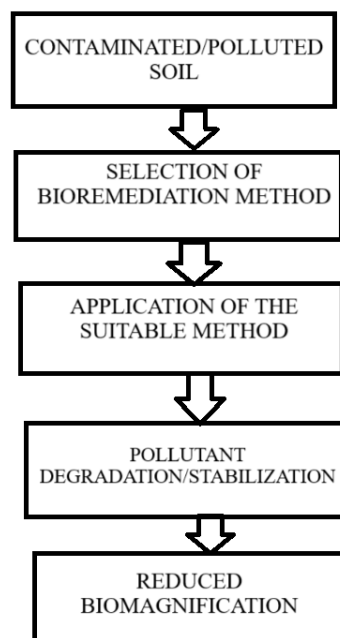 CONTAMINATED/POLLUTED
SOIL
SELECTION OF
BIOREMEDIATION METHOD
APPLICATION OF THE
SUITABLE METHOD
POLLUTANT
DEGRADATION/STABILIZATION
REDUCED
BIOMAGNIFICATION